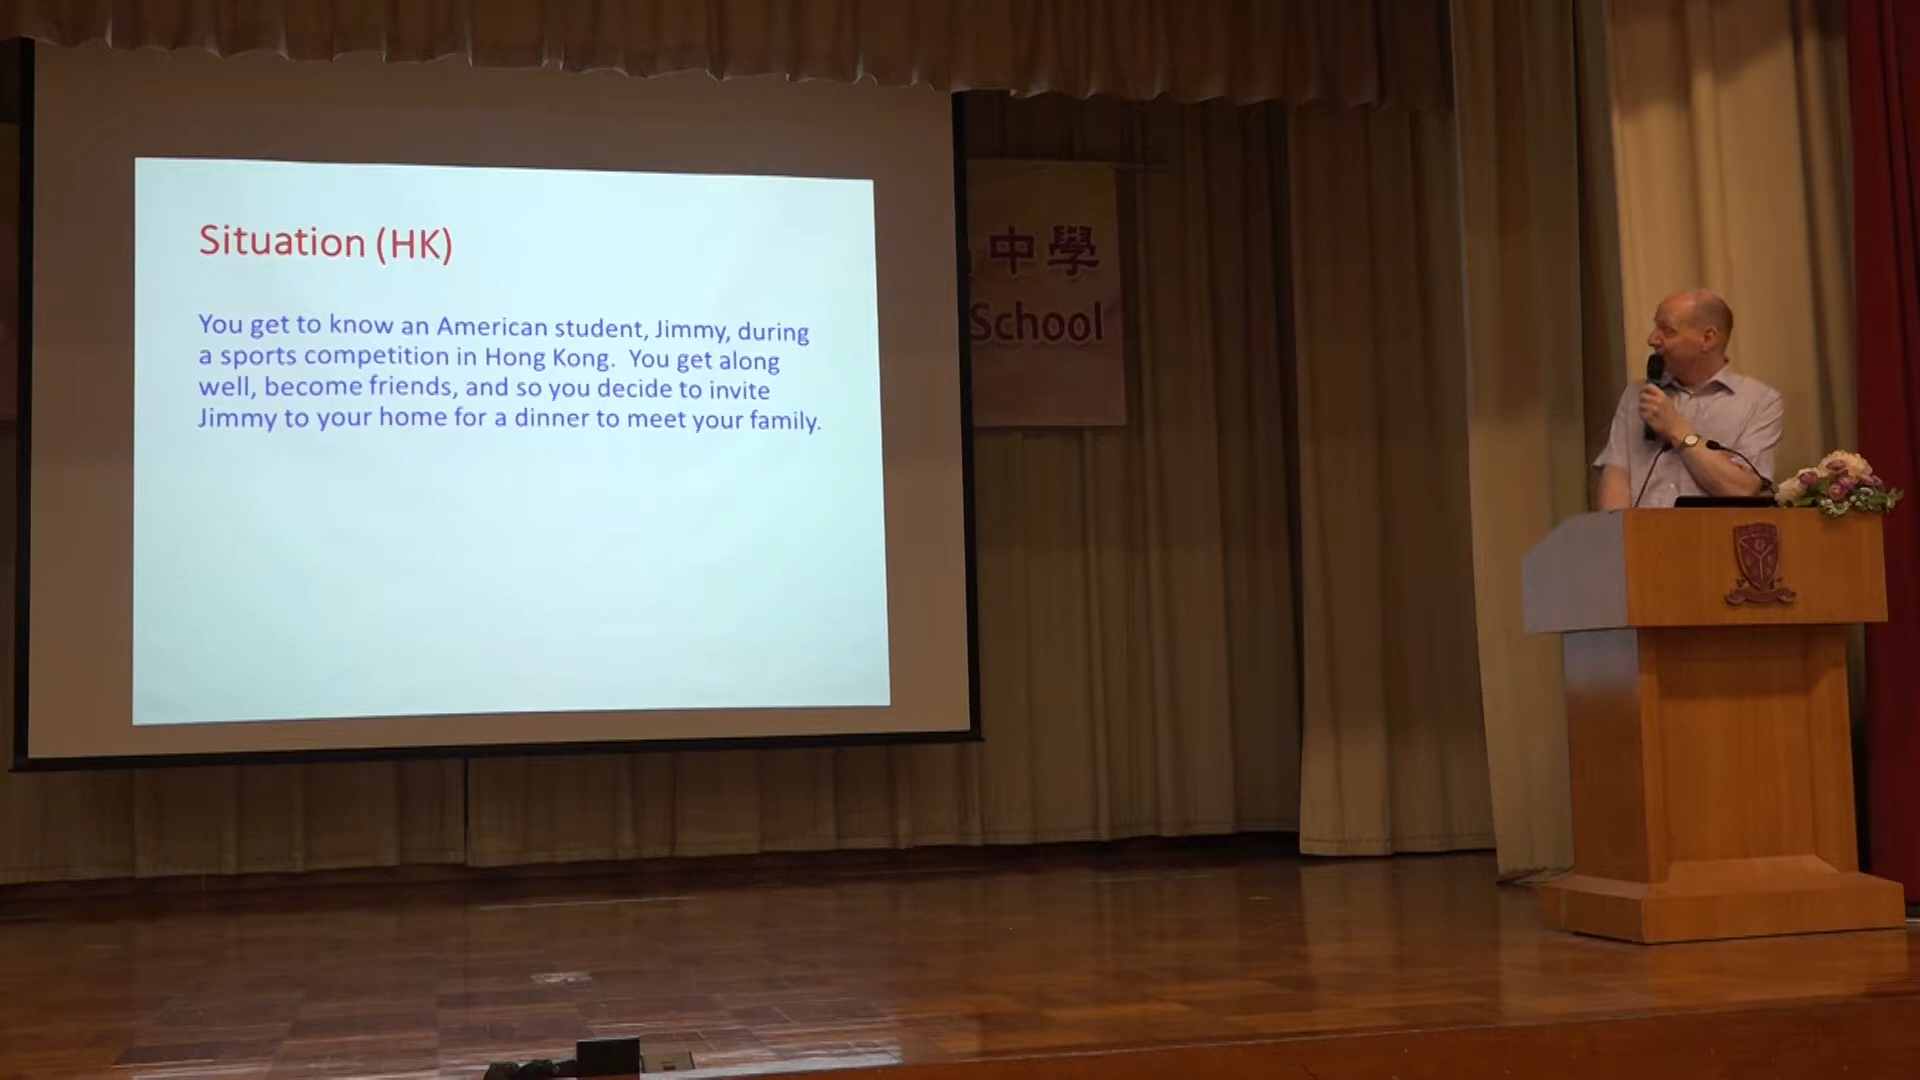 Situation (HK)
You get to know an American student, Jimmy, during
a sports competition in Hong Kong.  You get along
well, become friends, and so you decide to invite
Jimmy to your home for a dinner to meet your family.
中學
School